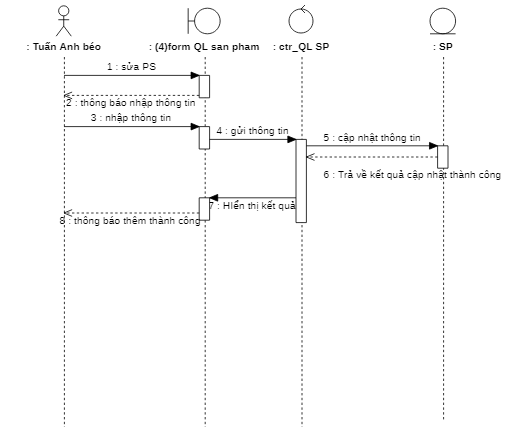 : Tuấn Anh béo
: (4)form QL san pham
: ctr_QL SP
: SP
1 : sửa PS
2 : thông báo nhập thông tin
3 : nhập thông tin
4 : gửi thông tin
5 : cập nhật thông tin
6 : Trả về kết quả cập nhật thành công
7 : HIển thị kết quả
8 : thông báo thêm thành công